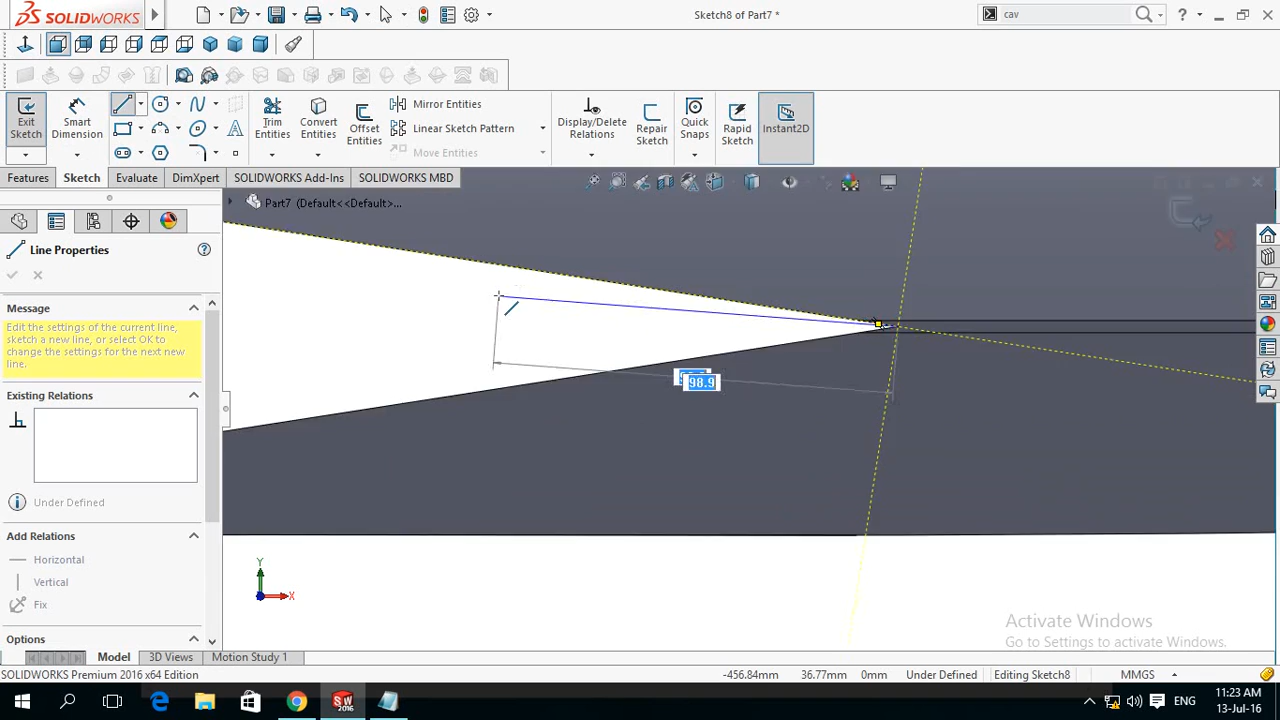 SOLIDWORKS
Sketch8 of Part7 *
cav
Exit Sketch
Smart Dimension
Trim Entities
Convert Entities
Offset Entities
Mirror Entities
Linear Sketch Pattern
Move Entities
Display/Delete Relations
Repair Sketch
Quick Snaps
Rapid Sketch
Instant2D
Features
Sketch
Evaluate
DimXpert
SOLIDWORKS Add-Ins
SOLIDWORKS MBD
Part7 (Default<<Default>...
Line Properties
Message
Edit the settings of the current line,
sketch a new line, or select OK to
change the settings for the next new
line.
Existing Relations
Under Defined
Add Relations
Horizontal
Vertical
Fix
Options
98.9
Y
X
Activate Windows
Go to Settings to activate Windows.
Model
3D Views
Motion Study 1
SOLIDWORKS Premium 2016 x64 Edition
-456.84mm
36.77mm
0mm
Under Defined
Editing Sketch8
MMGS
ENG
11:23 AM
13-Jul-16